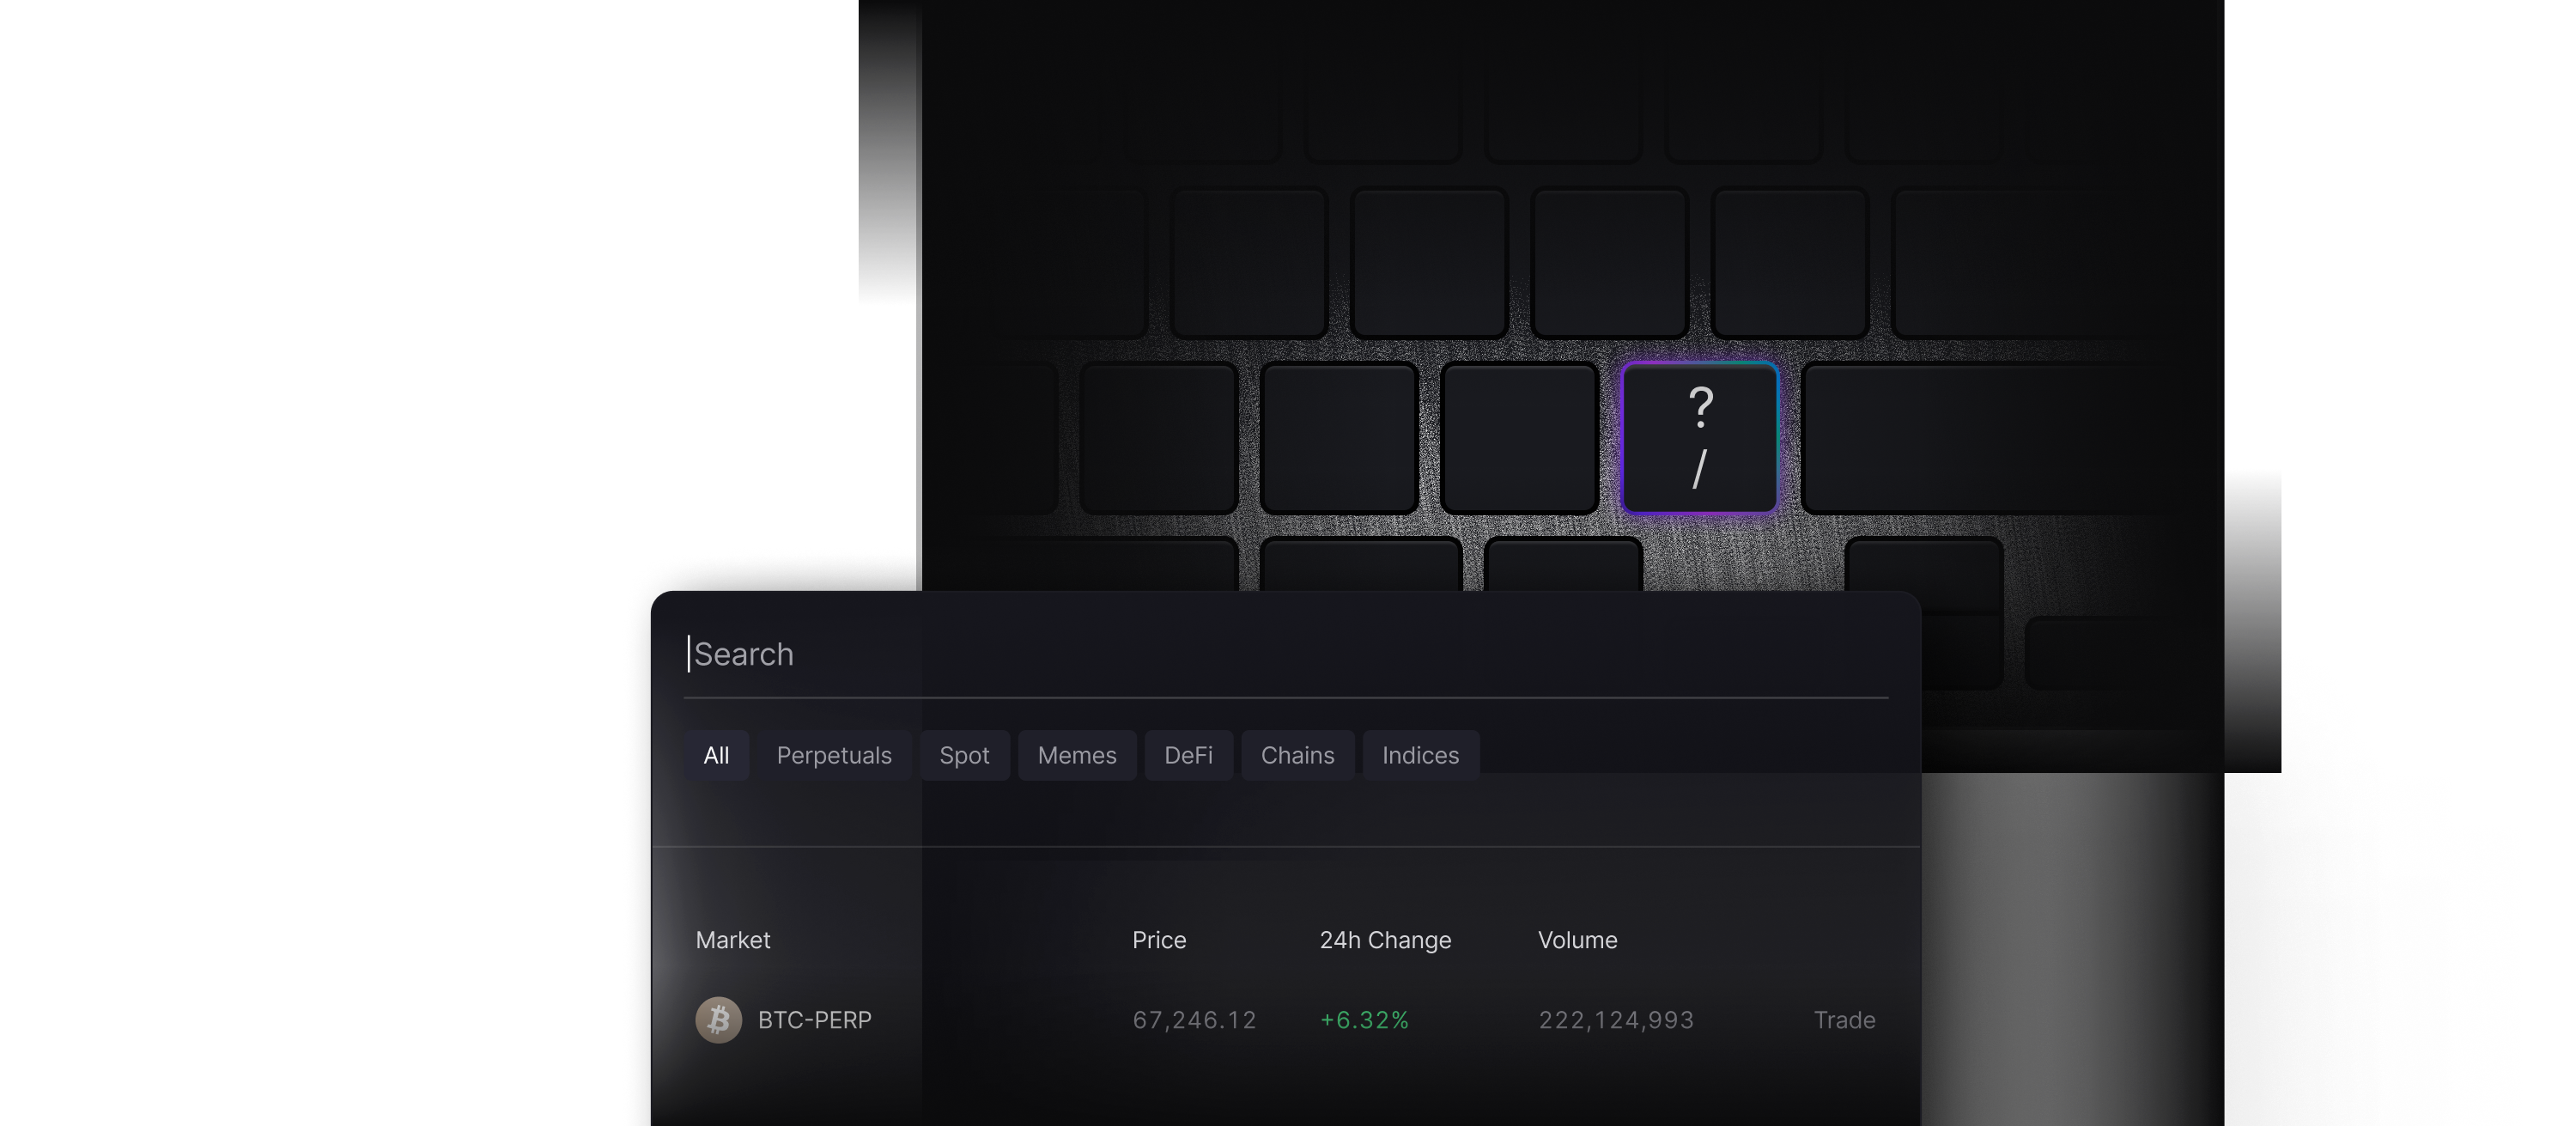 ?
/
Search
All Perpetuals Spot Memes DeFi Chains Indices
Market Price 24h Change Volume
BTC-PERP 67,246.12 +6.32% 222,124,993 Trade